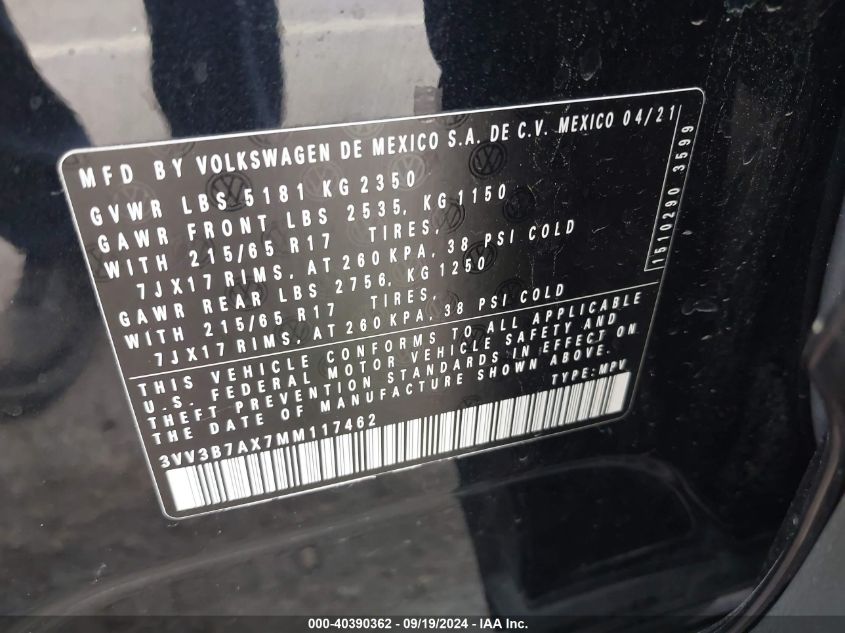 MFD BY VOLKSWAGEN DE MEXICO S.A. DE C.V. MEXICO 04/21
GVWR LBS 5181 KG 2350
GAWR FRONT LBS 2535, KG 1150
WITH 215/65 R17 TIRES,
7JX17 RIMS, AT 260 KPA, 38 PSI COLD
GAWR REAR LBS 2756, KG 1250
WITH 215/65 R17 TIRES,
7JX17 RIMS, AT 260 KPA, 38 PSI COLD
THIS VEHICLE CONFORMS TO ALL APPLICABLE
U.S. FEDERAL MOTOR VEHICLE SAFETY AND
THEFT PREVENTION STANDARDS IN EFFECT ON
THE DATE OF MANUFACTURE SHOWN ABOVE.
TYPE: MPV
3VV3B7AX7MM117462
1510290 3599
000-40390362 - 09/19/2024 - IAA Inc.